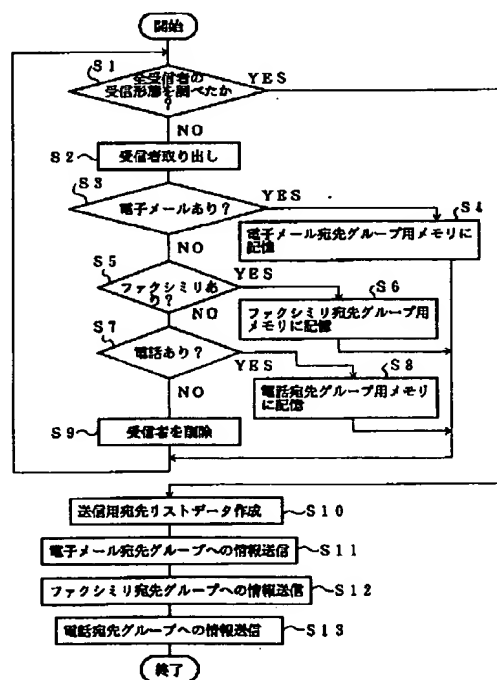 開始
S1
全受信者の
受信形態を調べたか
?
YES
NO
S2
受信者取り出し
S3
電子メールあり?
YES
S4
電子メール宛先グループ用メモリに
記憶
NO
S5
ファクシミリあ
り?
YES
S6
ファクシミリ宛先グループ用
メモリに記憶
NO
S7
電話あり?
YES
S8
電話宛先グループ用メモリ
に記憶
NO
S9
受信者を削除
送信用宛先リストデータ作成
S10
電子メール宛先グループへの情報送信
S11
ファクシミリ宛先グループへの情報送信
S12
電話宛先グループへの情報送信
S13
終了